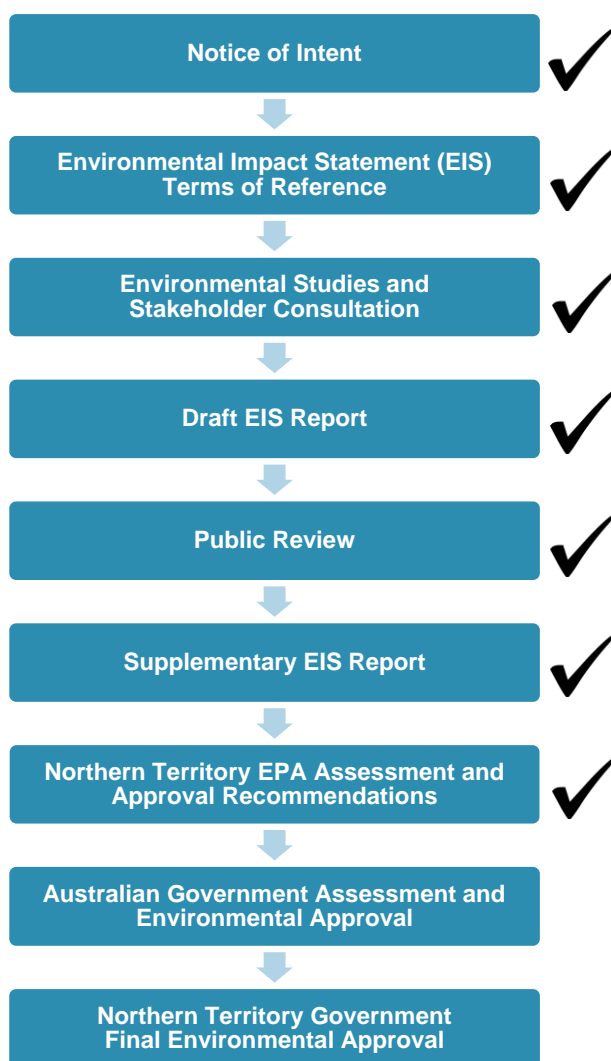 Notice of Intent
Environmental Impact Statement (EIS)
Terms of Reference
Environmental Studies and
Stakeholder Consultation
Draft EIS Report
Public Review
Supplementary EIS Report
Northern Territory EPA Assessment and
Approval Recommendations
Australian Government Assessment and
Environmental Approval
Northern Territory Government
Final Environmental Approval